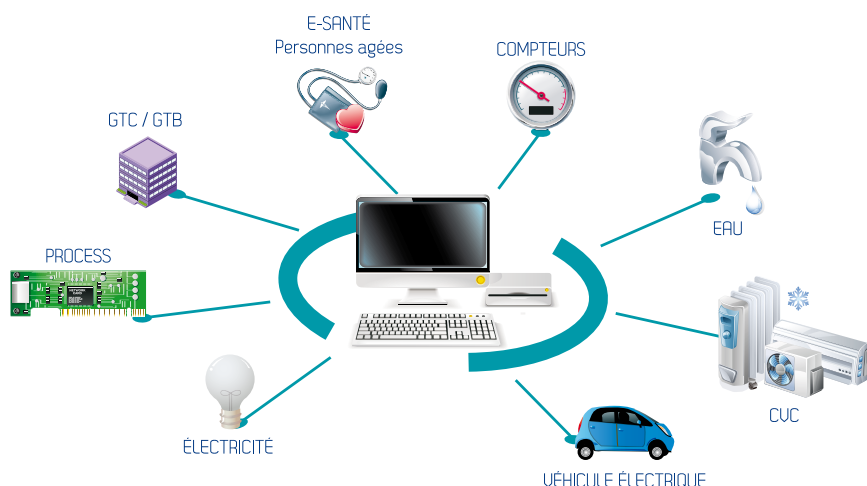 E-SANTÉ
Personnes agées
COMPTEURS
GTC / GTB
EAU
PROCESS
CVC
ÉLECTRICITÉ
VÉHICULE ÉLECTRIQUE